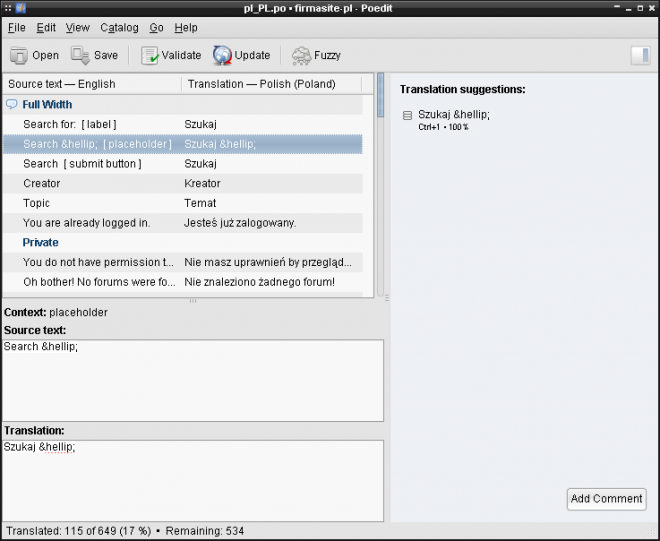 pl_PL.po • firmasite-pl - Poedit
File Edit View Catalog Go Help
Open Save Validate Update Fuzzy
Source text — English Translation — Polish (Poland)
Full Width
Search for: [ label ] Szukaj
Search &hellip; [ placeholder ] Szukaj &hellip;
Search [ submit button ] Szukaj
Creator Kreator
Topic Temat
You are already logged in. Jesteś już zalogowany.
Private
You do not have permission t... Nie masz uprawnień by przegląd...
Oh bother! No forums were fo... Nie znaleziono żadnego forum!
Context: placeholder
Source text:
Search &hellip;
Translation:
Szukaj &hellip;
Translation suggestions:
Szukaj &hellip;
Ctrl+1 • 100 %
Add Comment
Translated: 115 of 649 (17 %) • Remaining: 534